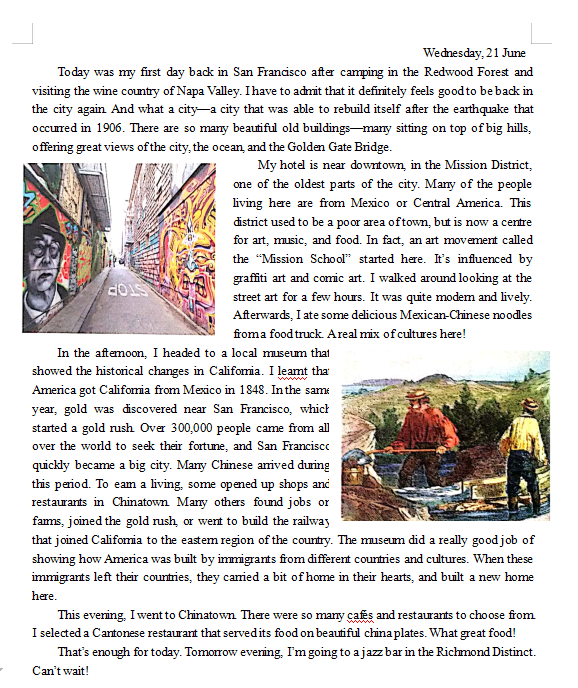 Wednesday, 21 June
Today was my first day back in San Francisco after camping in the Redwood Forest and
visiting the wine country of Napa Valley. I have to admit that it definitely feels good to be back in
the city again. And what a city—a city that was able to rebuild itself after the earthquake that
occurred in 1906. There are so many beautiful old buildings—many sitting on top of big hills,
offering great views of the city, the ocean, and the Golden Gate Bridge.
My hotel is near downtown, in the Mission District,
one of the oldest parts of the city. Many of the people
living here are from Mexico or Central America. This
district used to be a poor area of town, but is now a centre
for art, music, and food. In fact, an art movement called
the “Mission School” started here. It’s influenced by
graffiti art and comic art. I walked around looking at the
street art for a few hours. It was quite modern and lively.
Afterwards, I ate some delicious Mexican-Chinese noodles
from a food truck. A real mix of cultures here!
STOP
In the afternoon, I headed to a local museum that
showed the historical changes in California. I learnt that
America got California from Mexico in 1848. In the same
year, gold was discovered near San Francisco, which
started a gold rush. Over 300,000 people came from all
over the world to seek their fortune, and San Francisco
quickly became a big city. Many Chinese arrived during
this period. To earn a living, some opened up shops and
restaurants in Chinatown. Many others found jobs on
farms, joined the gold rush, or went to build the railway
that joined California to the eastern region of the country. The museum did a really good job of
showing how America was built by immigrants from different countries and cultures. When these
immigrants left their countries, they carried a bit of home in their hearts, and built a new home
here.
This evening, I went to Chinatown. There were so many cafés and restaurants to choose from.
I selected a Cantonese restaurant that served its food on beautiful china plates. What great food!
That’s enough for today. Tomorrow evening, I’m going to a jazz bar in the Richmond Distinct.
Can’t wait!